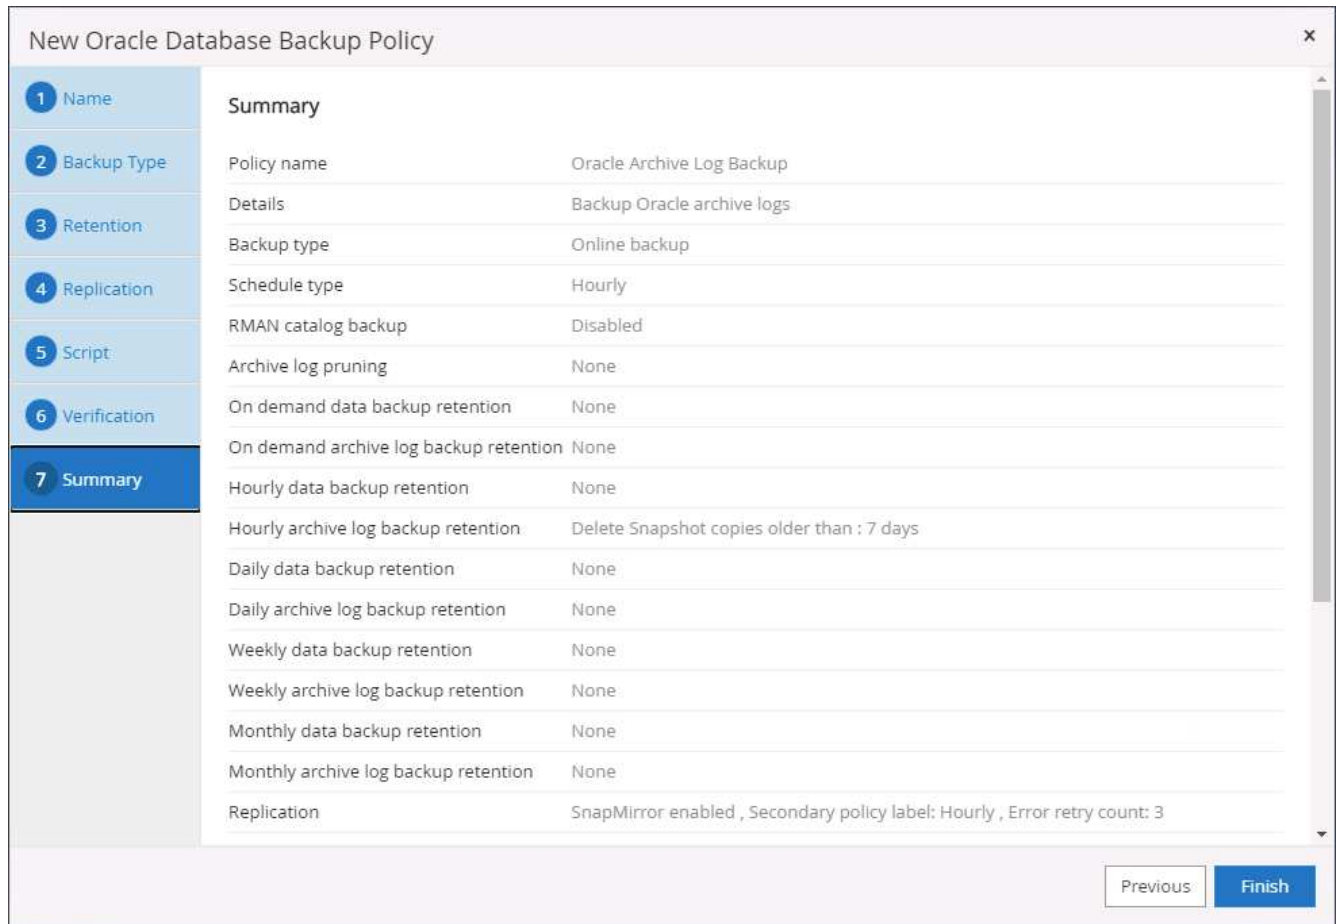 New Oracle Database Backup Policy
x
1 Name
2 Backup Type
3 Retention
4 Replication
5 Script
6 Verification
7 Summary
Summary
Policy name Oracle Archive Log Backup
Details Backup Oracle archive logs
Backup type Online backup
Schedule type Hourly
RMAN catalog backup Disabled
Archive log pruning None
On demand data backup retention None
On demand archive log backup retention None
Hourly data backup retention None
Hourly archive log backup retention Delete Snapshot copies older than : 7 days
Daily data backup retention None
Daily archive log backup retention None
Weekly data backup retention None
Weekly archive log backup retention None
Monthly data backup retention None
Monthly archive log backup retention None
Replication SnapMirror enabled , Secondary policy label: Hourly , Error retry count: 3
Previous Finish